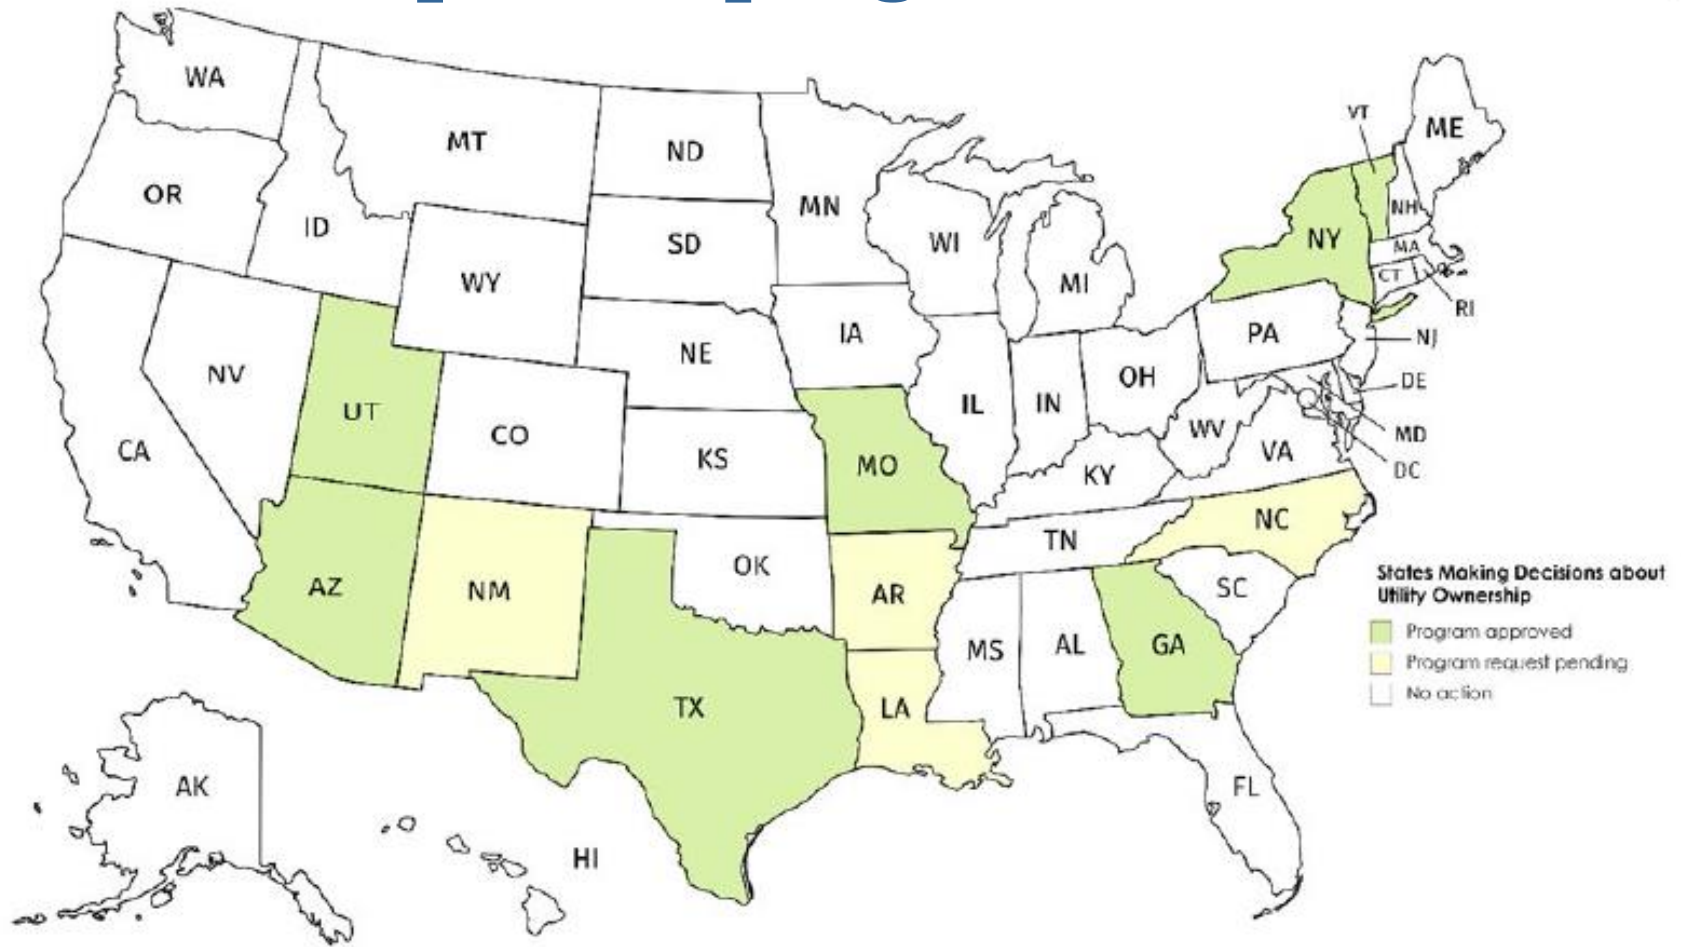 WA
MT
ND
MN
VT
ME
OR
ID
SD
WI
MI
NY
NH
MA
CT
RI
WY
IA
NE
PA
NJ
NV
UT
CO
KS
MO
IL
IN
OH
WV
DE
MD
DC
VA
KY
CA
NC
TN
AZ
NM
OK
AR
SC
MS
AL
GA
TX
LA
FL
AK
HI
States Making Decisions about
Utility Ownership
Program approved
Program request pending
No action